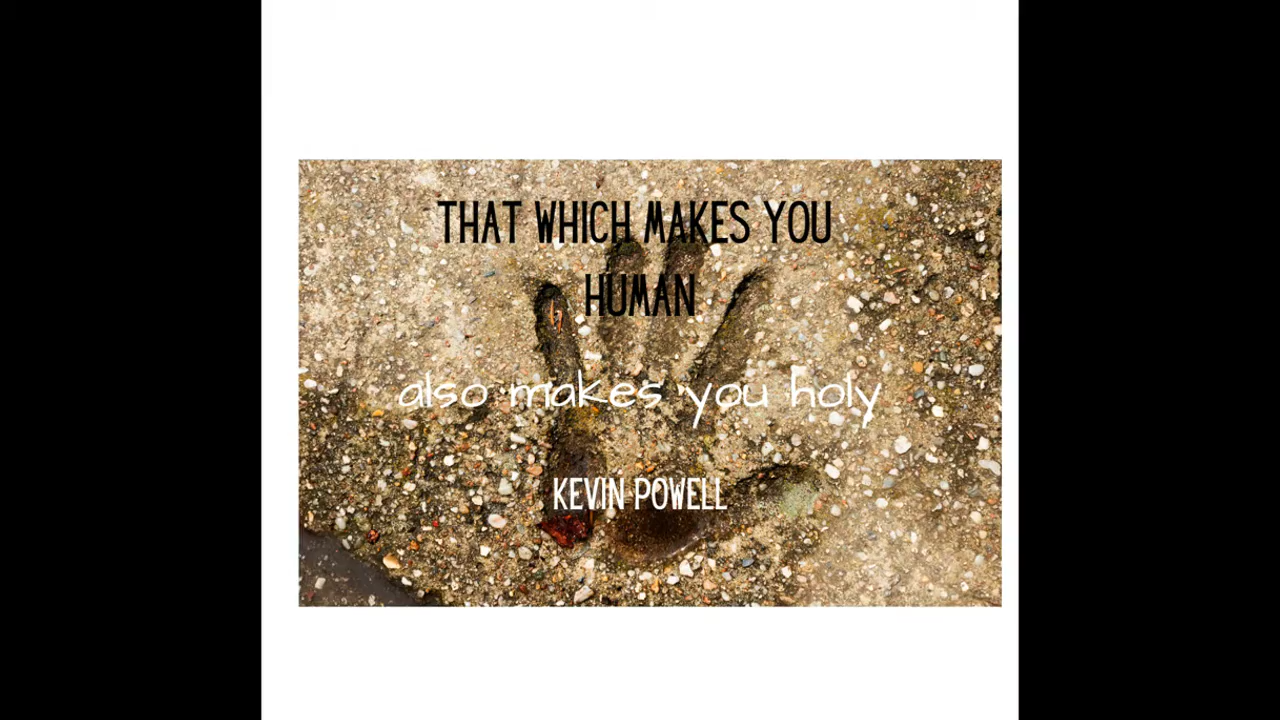 THAT WHICH MAKES YOU
HUMAN
also makes you holy
KEVIN POWELL